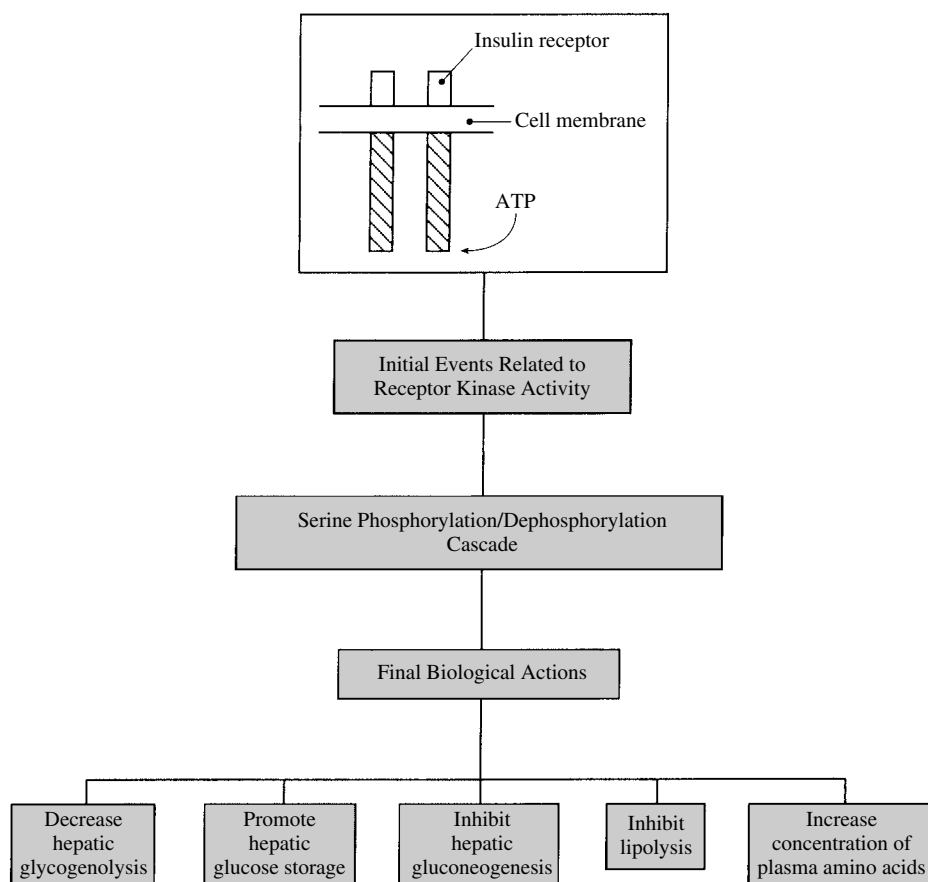 Insulin receptor
Cell membrane
ATP
Initial Events Related to
Receptor Kinase Activity
Serine Phosphorylation/Dephosphorylation
Cascade
Final Biological Actions
Decrease
hepatic
glycogenolysis
Promote
hepatic
glucose storage
Inhibit
hepatic
gluconeogenesis
Inhibit
lipolysis
Increase
concentration of
plasma amino acids